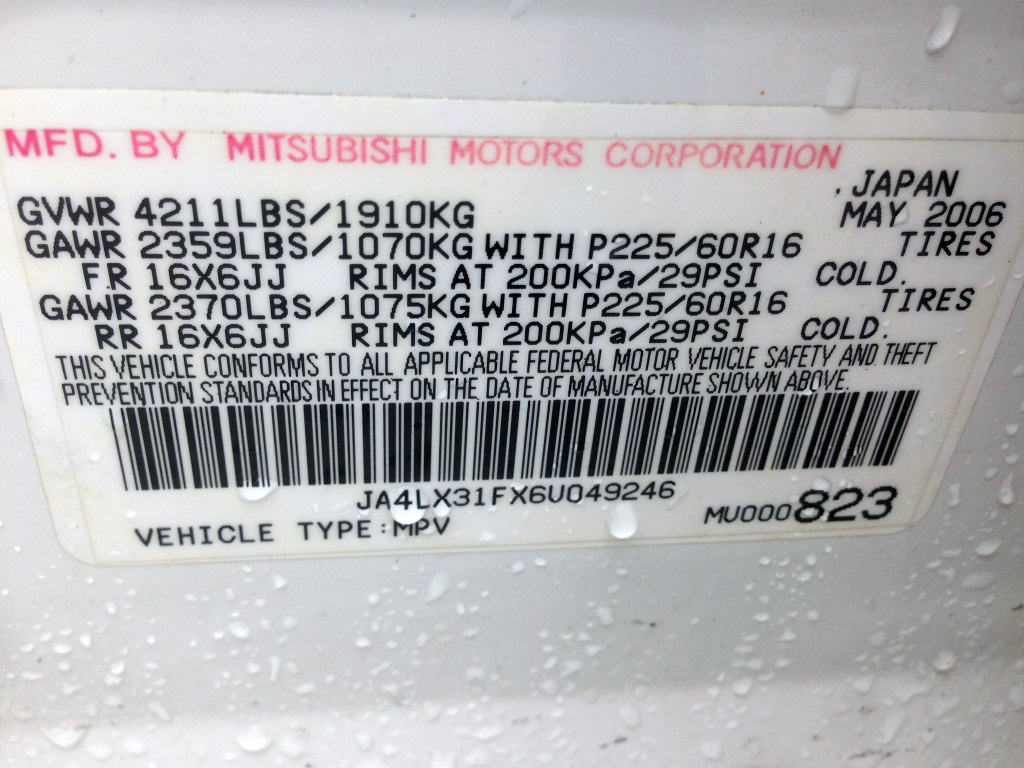 MFD. BY MITSUBISHI MOTORS CORPORATION
. JAPAN
GVWR 4211LBS/1910KG MAY 2006
GAWR 2359LBS/1070KG WITH P225/60R16 TIRES
FR 16X6JJ RIMS AT 200KPa/29PSI COLD.
GAWR 2370LBS/1075KG WITH P225/60R16 TIRES
RR 16X6JJ RIMS AT 200KPa/29PSI COLD.
THIS VEHICLE CONFORMS TO ALL APPLICABLE FEDERAL MOTOR VEHICLE SAFETY AND THEFT
PREVENTION STANDARDS IN EFFECT ON THE DATE OF MANUFACTURE SHOWN ABOVE.
JA4LX31FX6U049246
VEHICLE TYPE:MPV MU000823